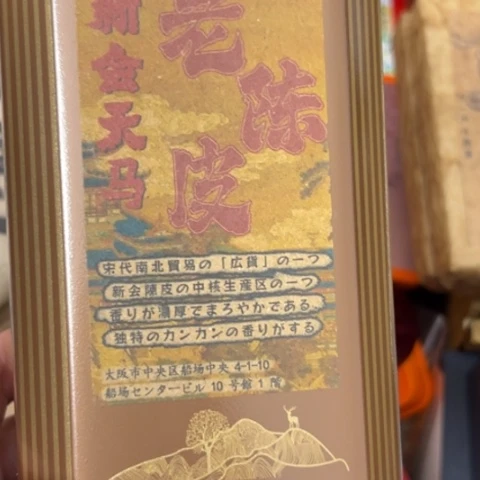 新会天马
老陈皮
宋代南北貿易の「広貨」の一つ
新会陳皮の中核生産区の一つ
香りが濃厚でまろやかである
独特のカンカンの香りがする
大阪市中央区船场中央 4-1-10
船场センタービル 10 号館 1 階